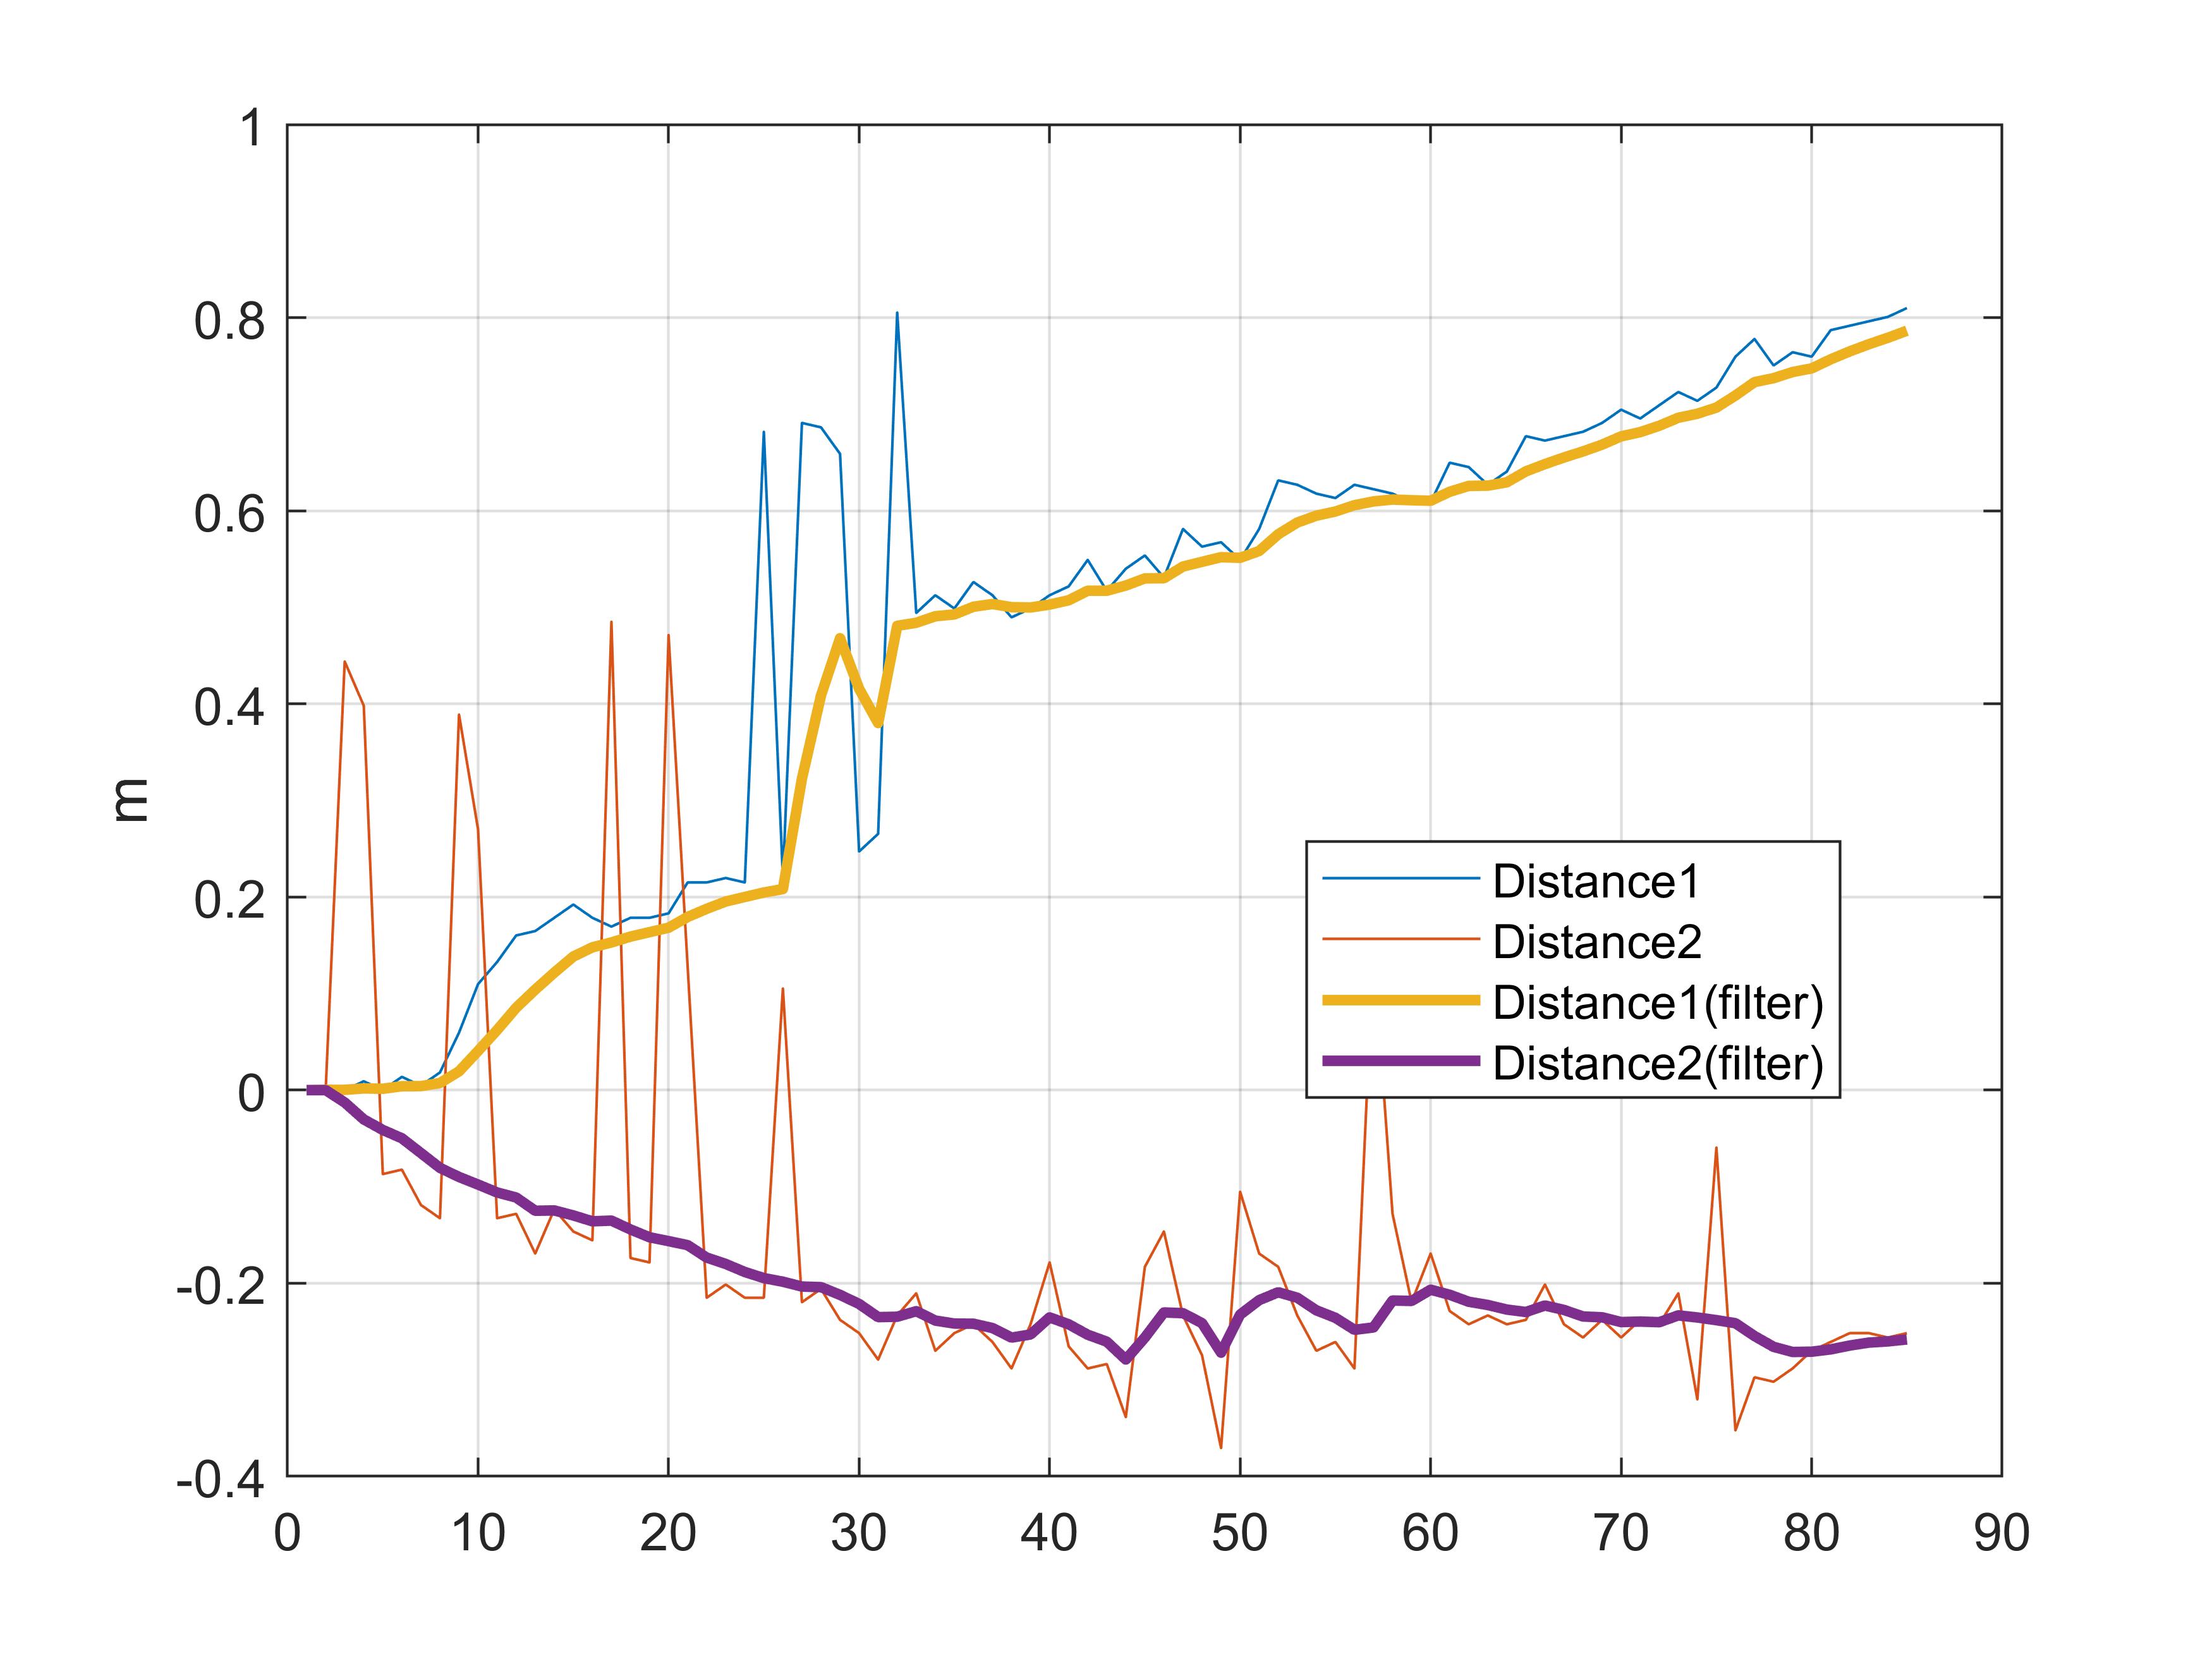 1
0.8
0.6
0.4
0.2
0
-0.2
-0.4
m
Distance1
Distance2
Distance1(filter)
Distance2(filter)
0 10 20 30 40 50 60 70 80 90